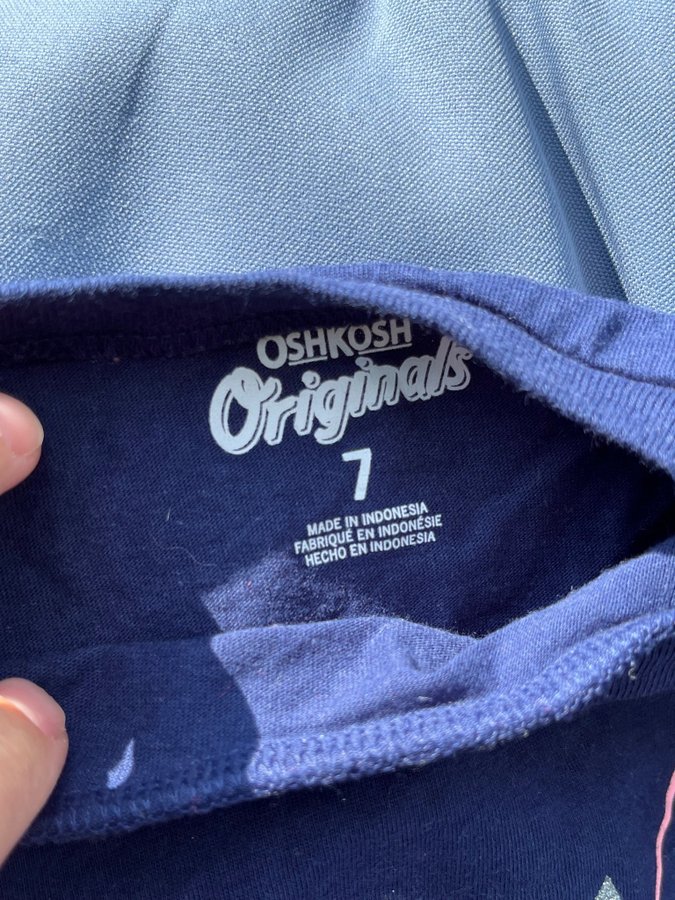 OSHKOSH
Originals
7
MADE IN INDONESIA
FABRIQUÉ EN INDONÉSIE
HECHO EN INDONESIA